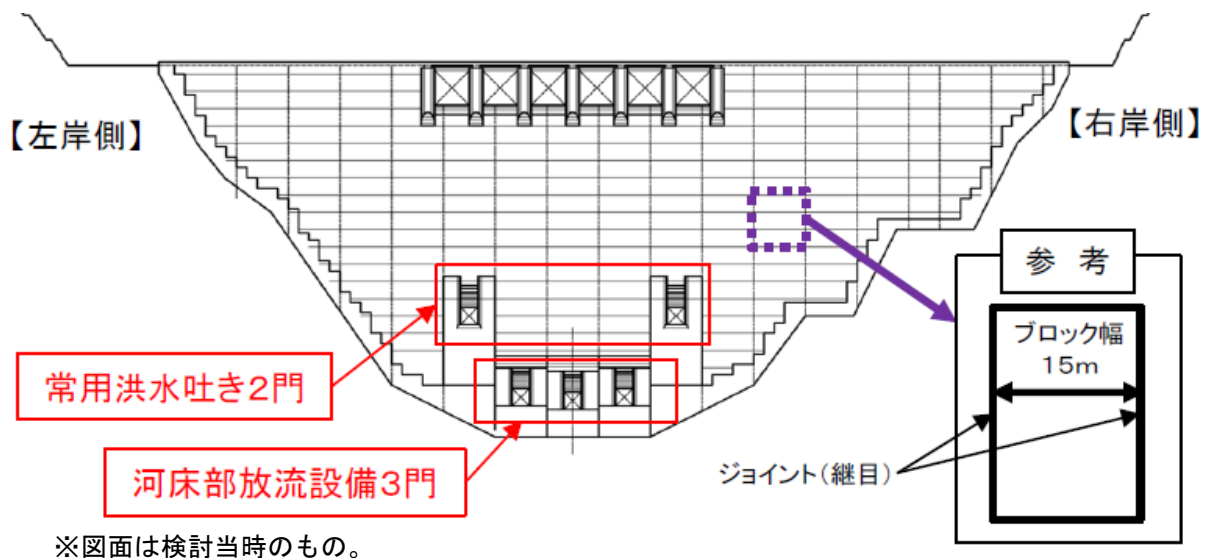 【左岸側】
【右岸側】
参 考
ブロック幅
15m
常用洪水吐き2門
ジョイント(継目)
河床部放流設備3門
※図面は検討当時のもの。